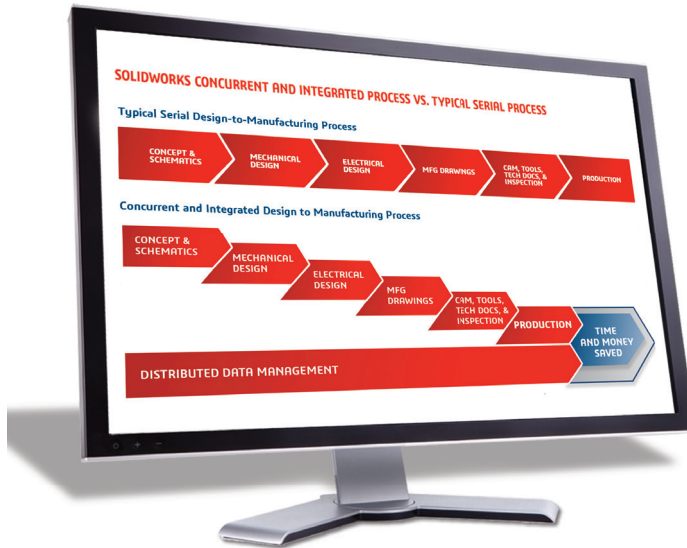 SOLIDWORKS CONCURRENT AND INTEGRATED PROCESS VS. TYPICAL SERIAL PROCESS
Typical Serial Design-to-Manufacturing Process
CONCEPT &
SCHEMATICS
MECHANICAL
DESIGN
ELECTRICAL
DESIGN
MFG DRAWINGS
CAM, TOOLS,
TECH DOCS, &
INSPECTION
PRODUCTION
Concurrent and Integrated Design to Manufacturing Process
CONCEPT &
SCHEMATICS
MECHANICAL
DESIGN
ELECTRICAL
DESIGN
MFG
DRAWINGS
CAM, TOOLS,
TECH DOCS, &
INSPECTION
PRODUCTION
TIME
AND MONEY
SAVED
DISTRIBUTED DATA MANAGEMENT